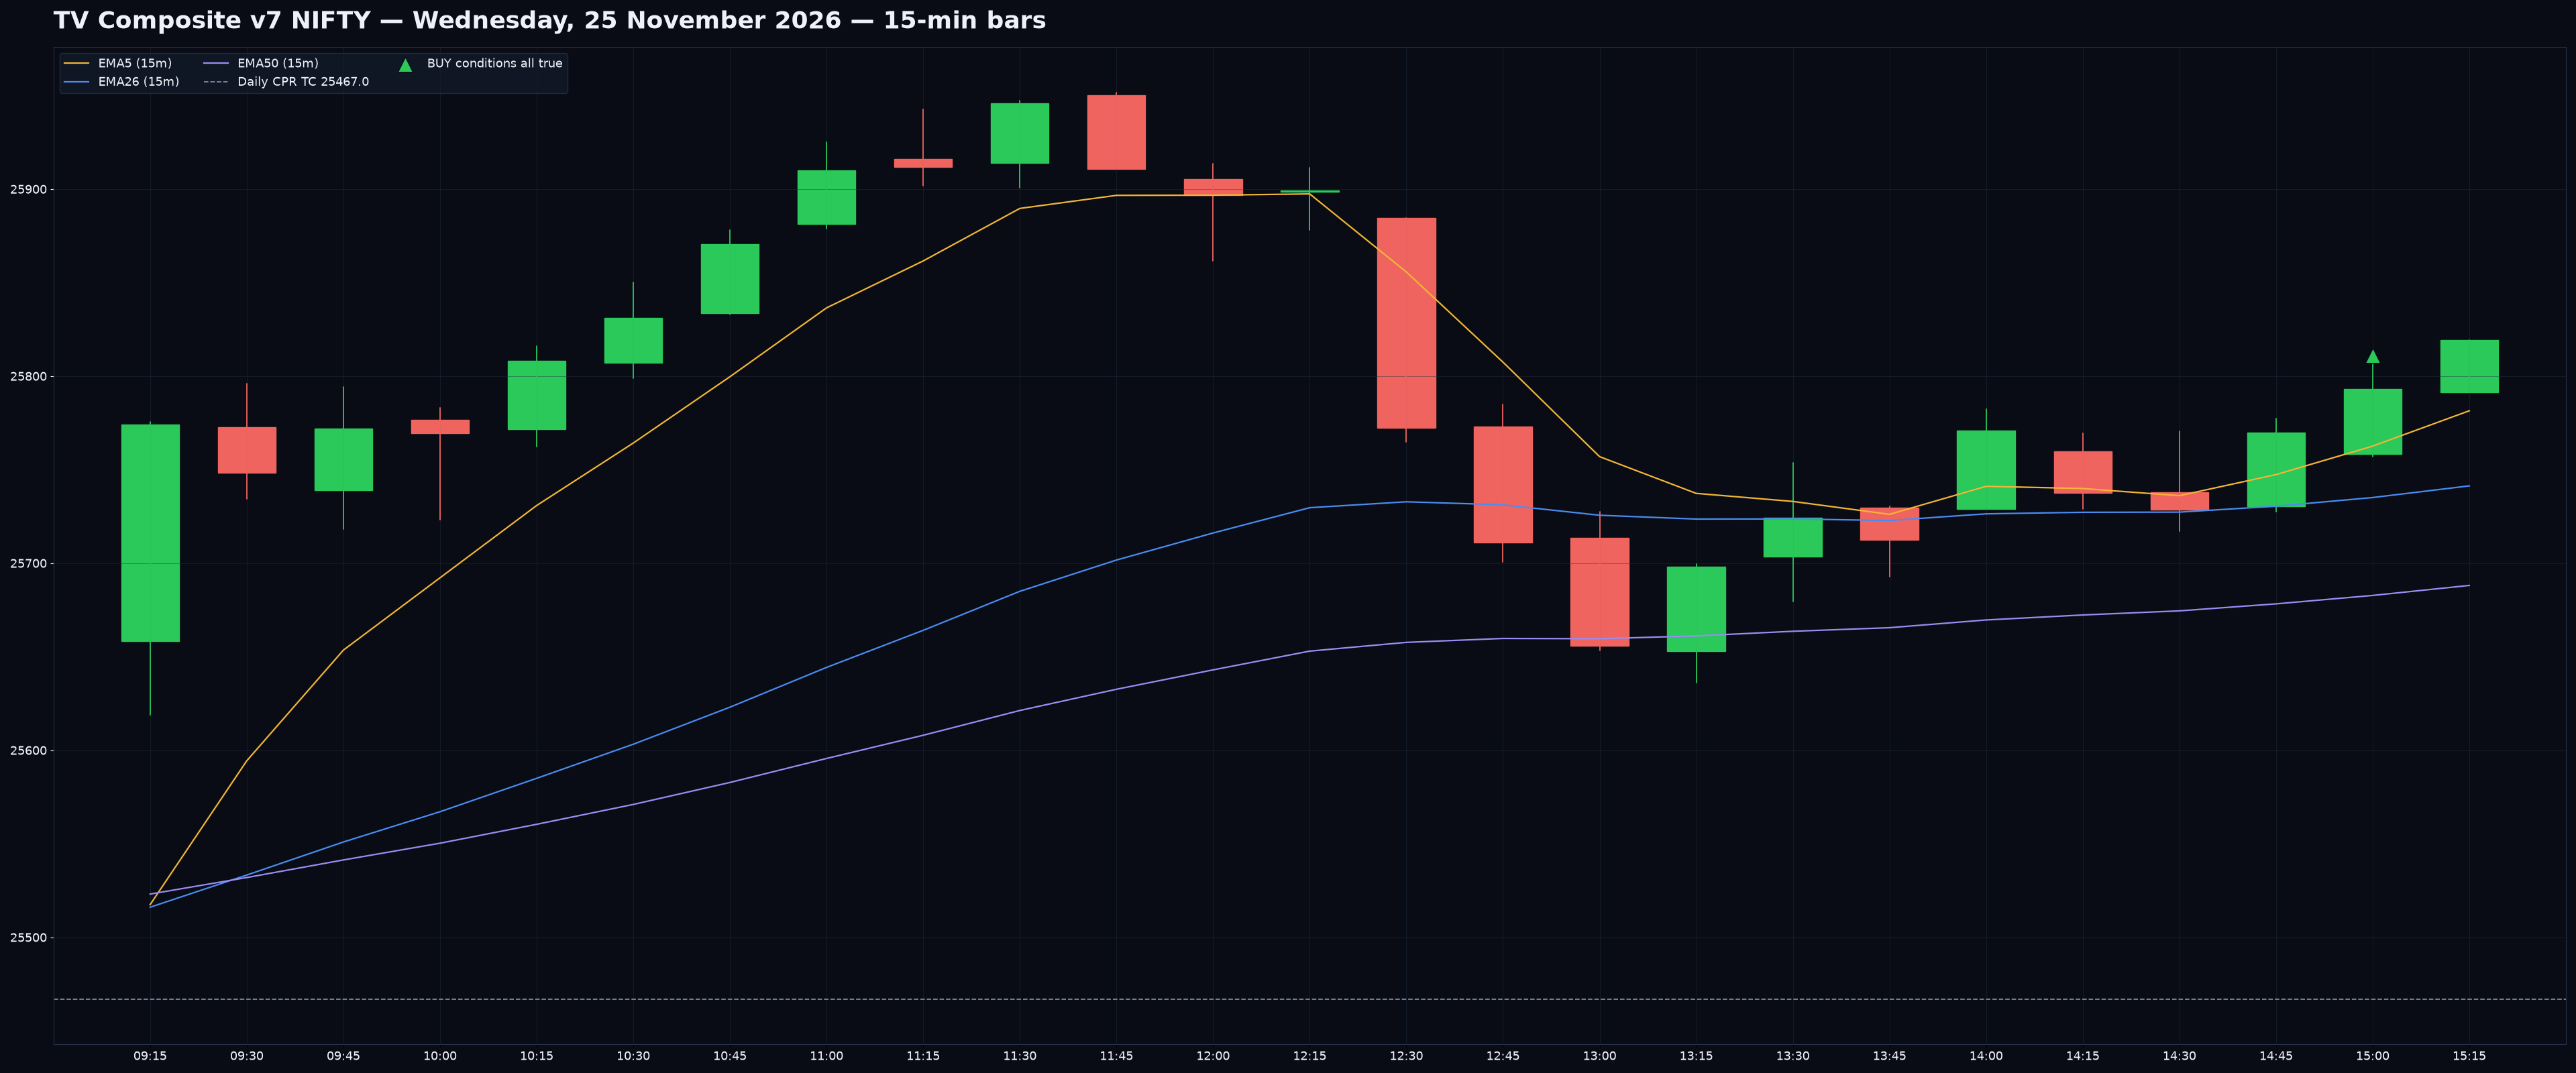 TV Composite v7 NIFTY — Wednesday, 25 November 2026 — 15-min bars
EMA5 (15m)
EMA26 (15m)
EMA50 (15m)
Daily CPR TC 25467.0
BUY conditions all true
25900
25800
25700
25600
25500
09:15 09:30 09:45 10:00 10:15 10:30 10:45 11:00 11:15 11:30 11:45 12:00 12:15 12:30 12:45 13:00 13:15 13:30 13:45 14:00 14:15 14:30 14:45 15:00 15:15